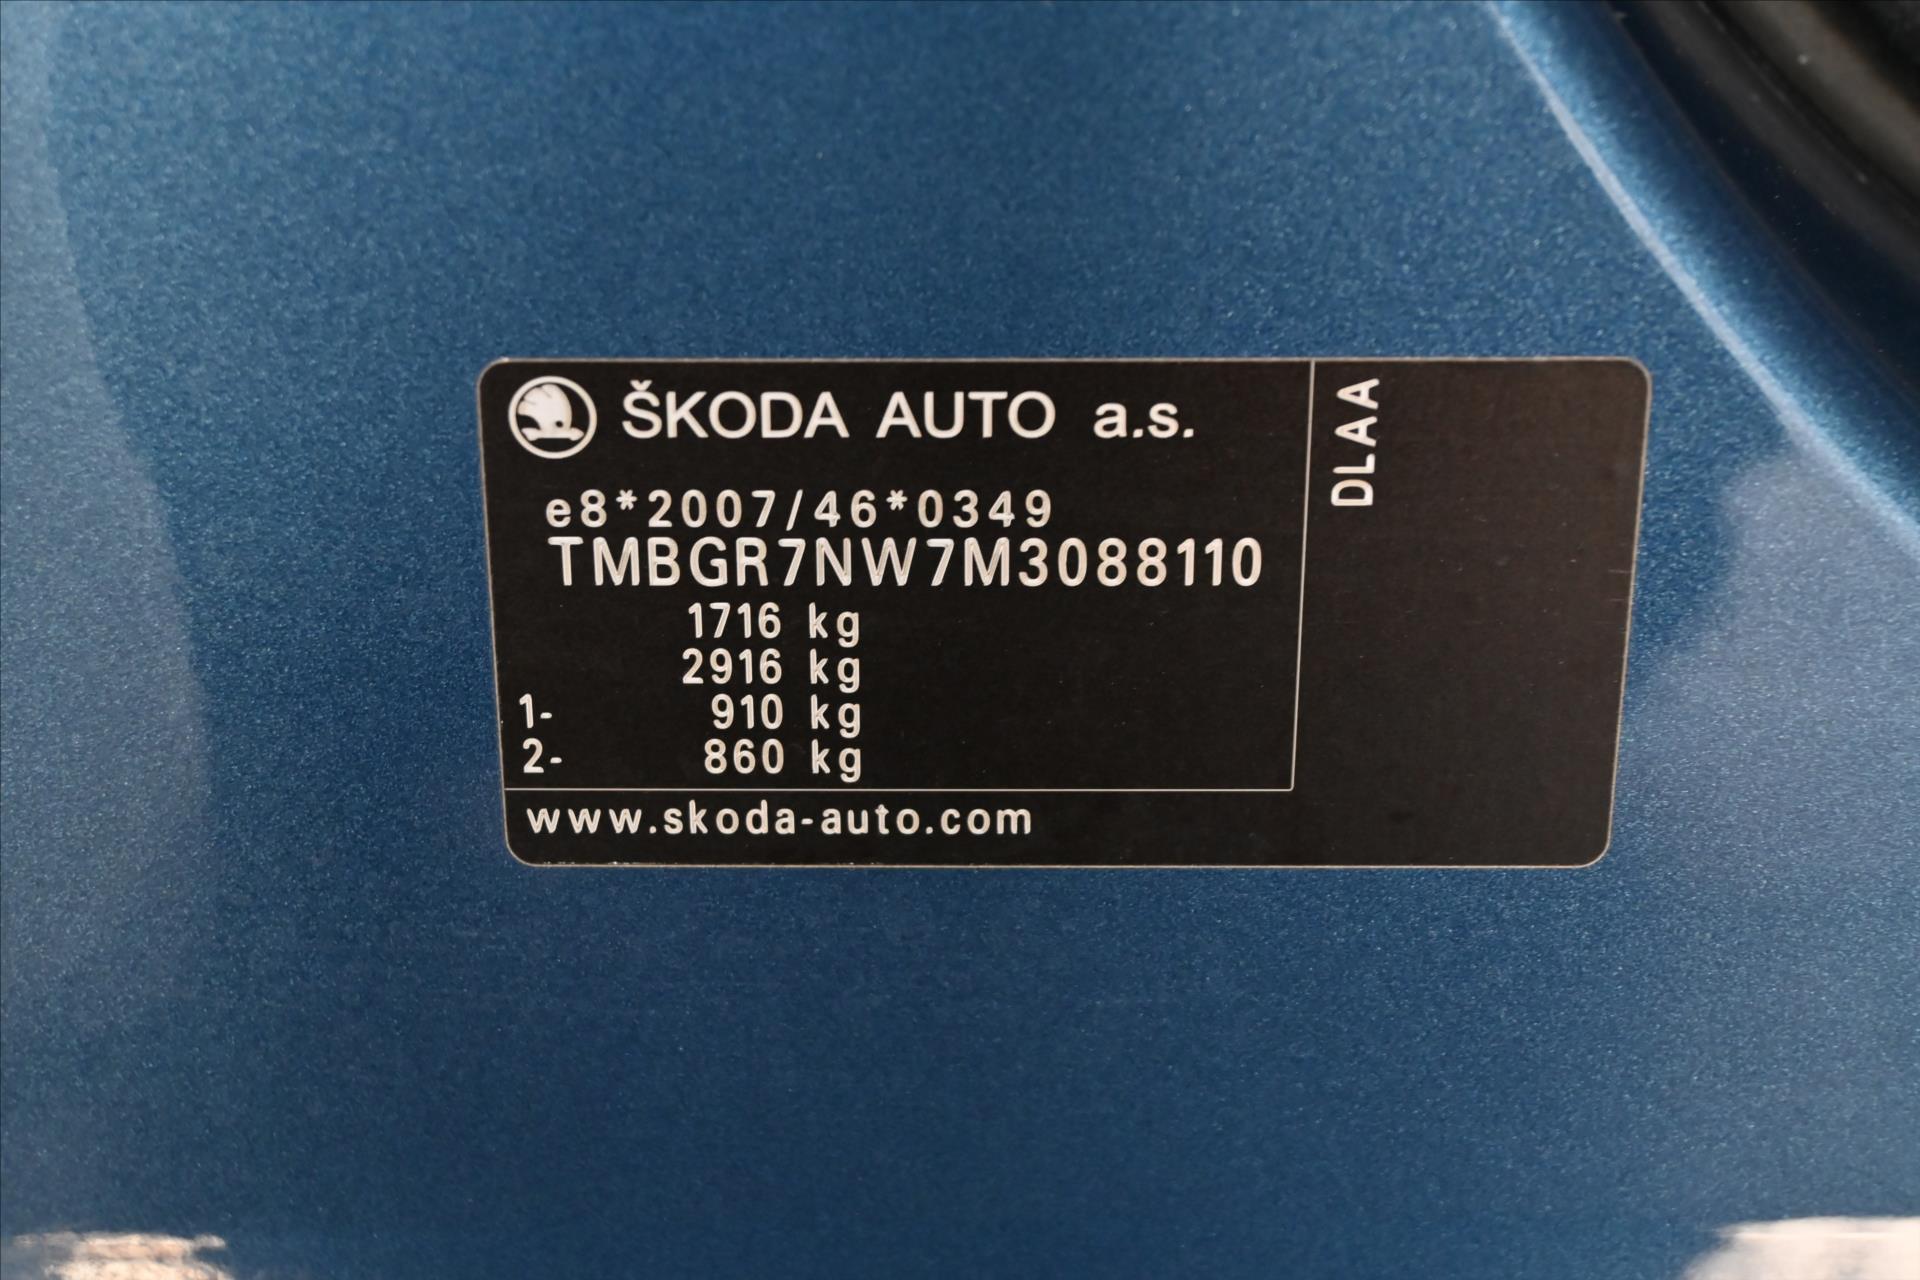 ŠKODA AUTO a.s.
e8*2007/46*0349
TMBGR7NW7M3088110
1716 kg
2916 kg
1- 910 kg
2- 860 kg
www.skoda-auto.com
DLAA